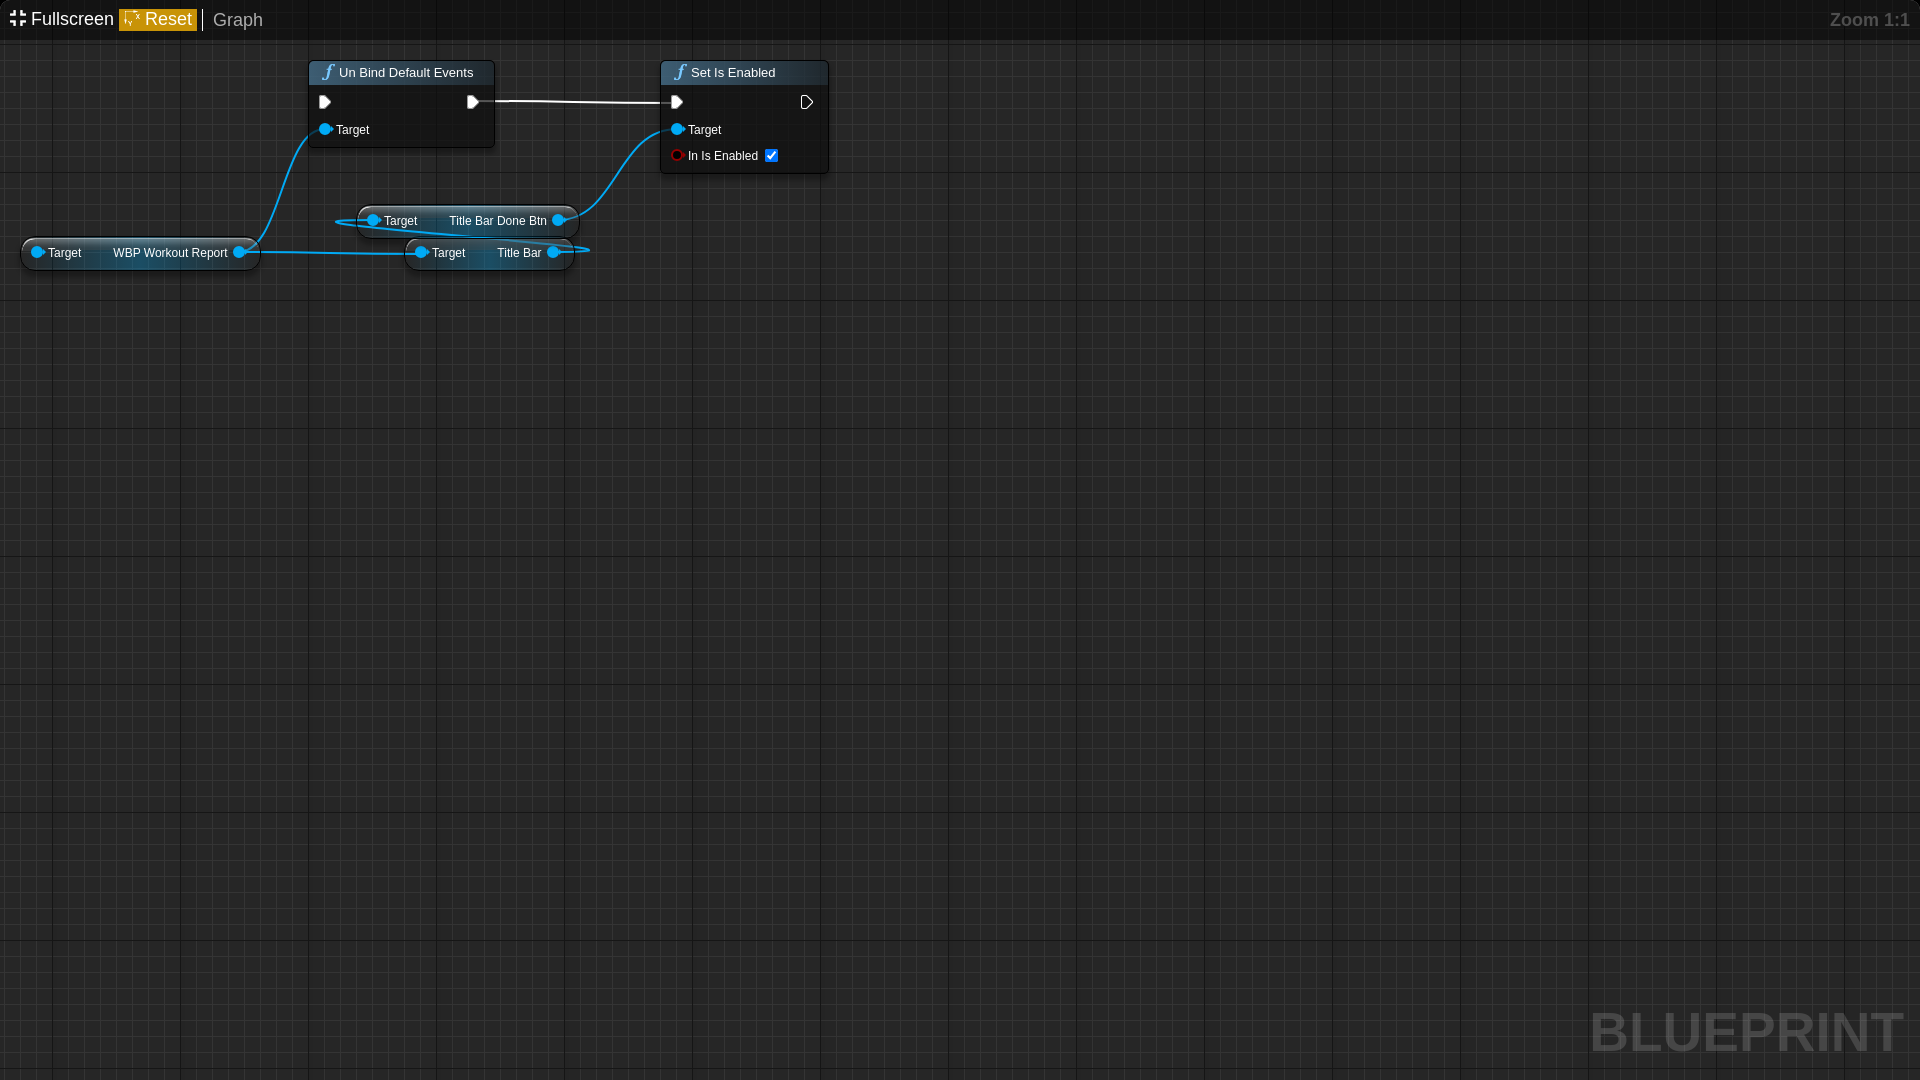 Fullscreen Reset Graph Zoom 1:1
Un Bind Default Events
Target
Set Is Enabled
Target
In Is Enabled
Target Title Bar Done Btn
Target WBP Workout Report
Target Title Bar
BLUEPRINT